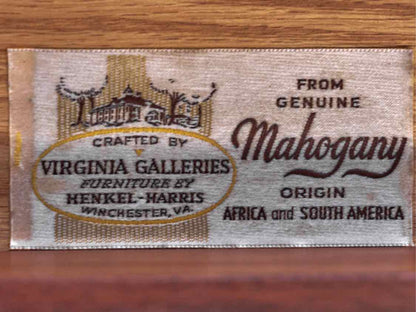 CRAFTED BY
VIRGINIA GALLERIES
FURNITURE BY
HENKEL-HARRIS
WINCHESTER, VA.
FROM
GENUINE
Mahogany
ORIGIN
AFRICA and SOUTH AMERICA